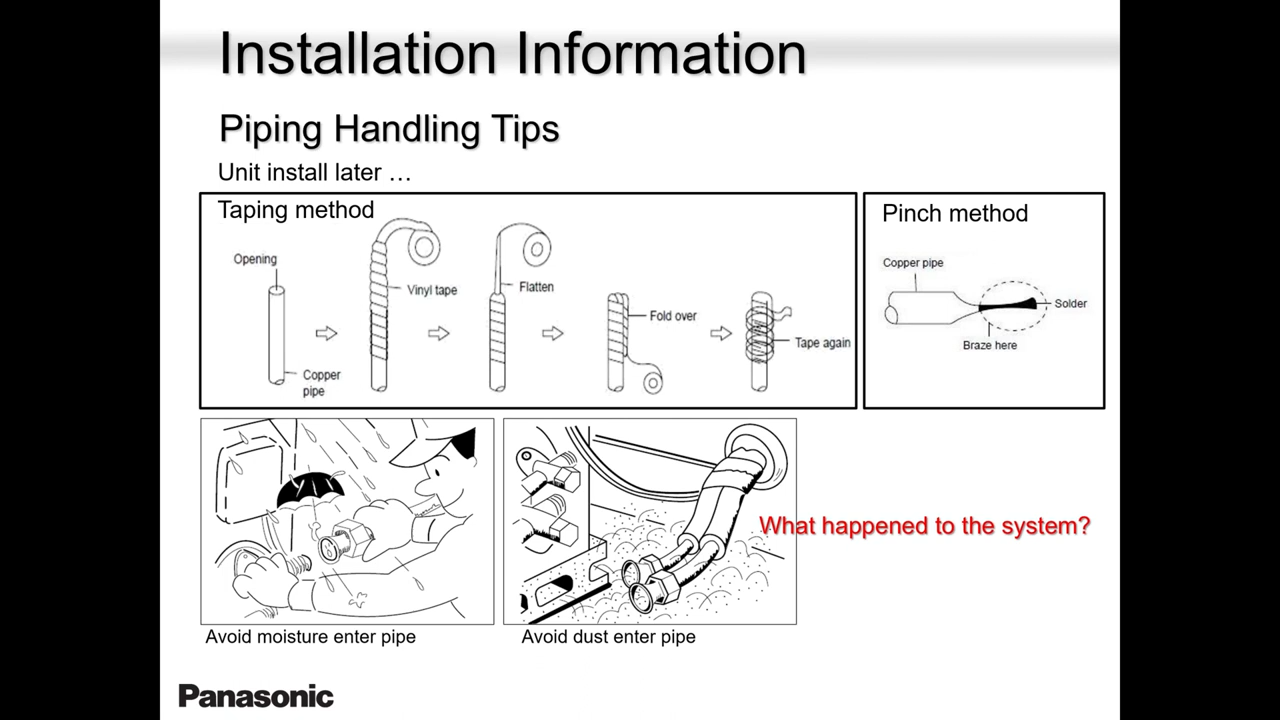 Installation Information
Piping Handling Tips
Unit install later …
Taping method
Opening
Copper
pipe
Vinyl tape
Flatten
Fold over
Tape again
Pinch method
Copper pipe
Solder
Braze here
What happened to the system?
Avoid moisture enter pipe
Avoid dust enter pipe
Panasonic